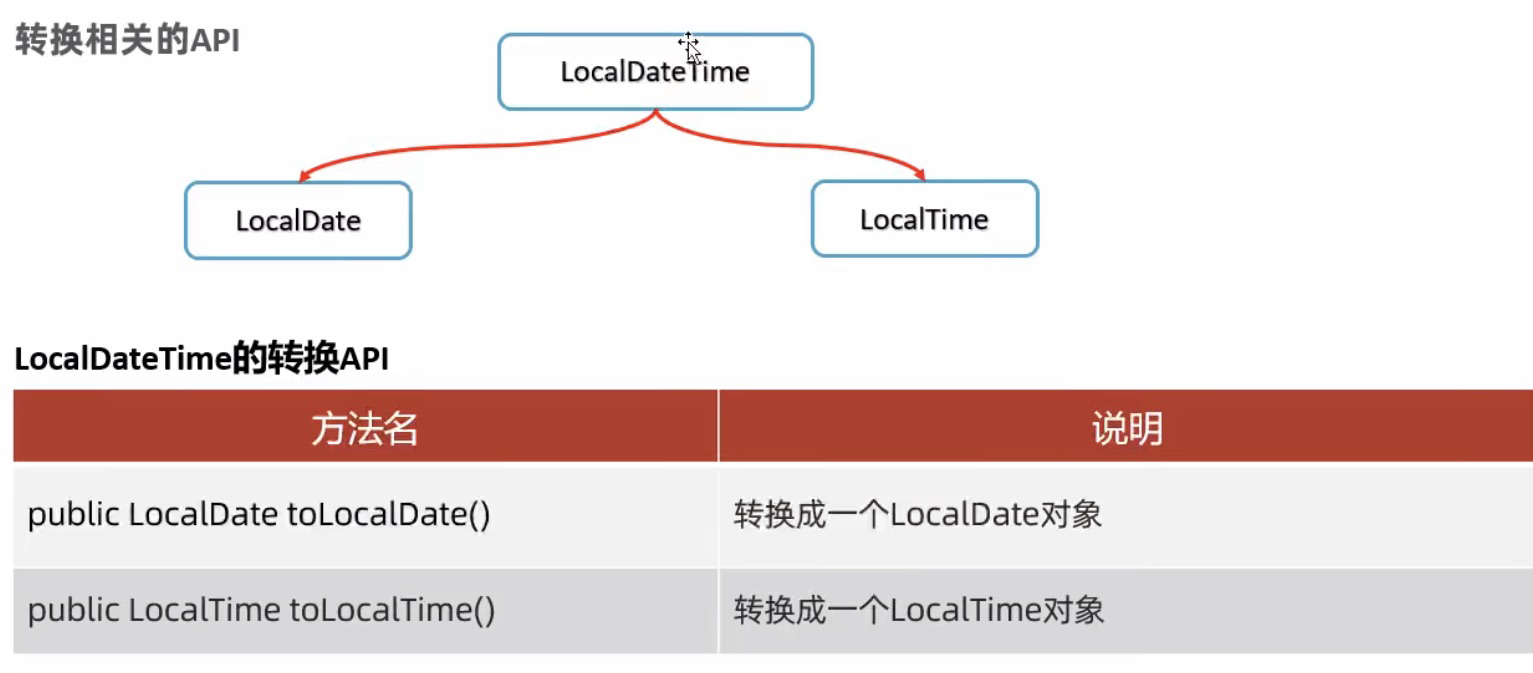 转换相关的API
LocalDateTime
LocalDate
LocalTime
LocalDateTime的转换API
方法名
说明
public LocalDate toLocalDate()
转换成一个LocalDate对象
public LocalTime toLocalTime()
转换成一个LocalTime对象